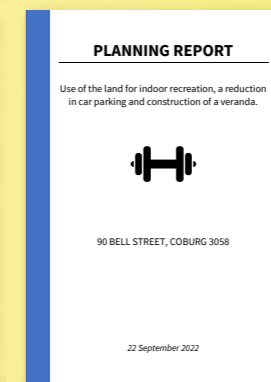 PLANNING REPORT
Use of the land for indoor recreation, a reduction
in car parking and construction of a veranda.
90 BELL STREET, COBURG 3058
22 September 2022